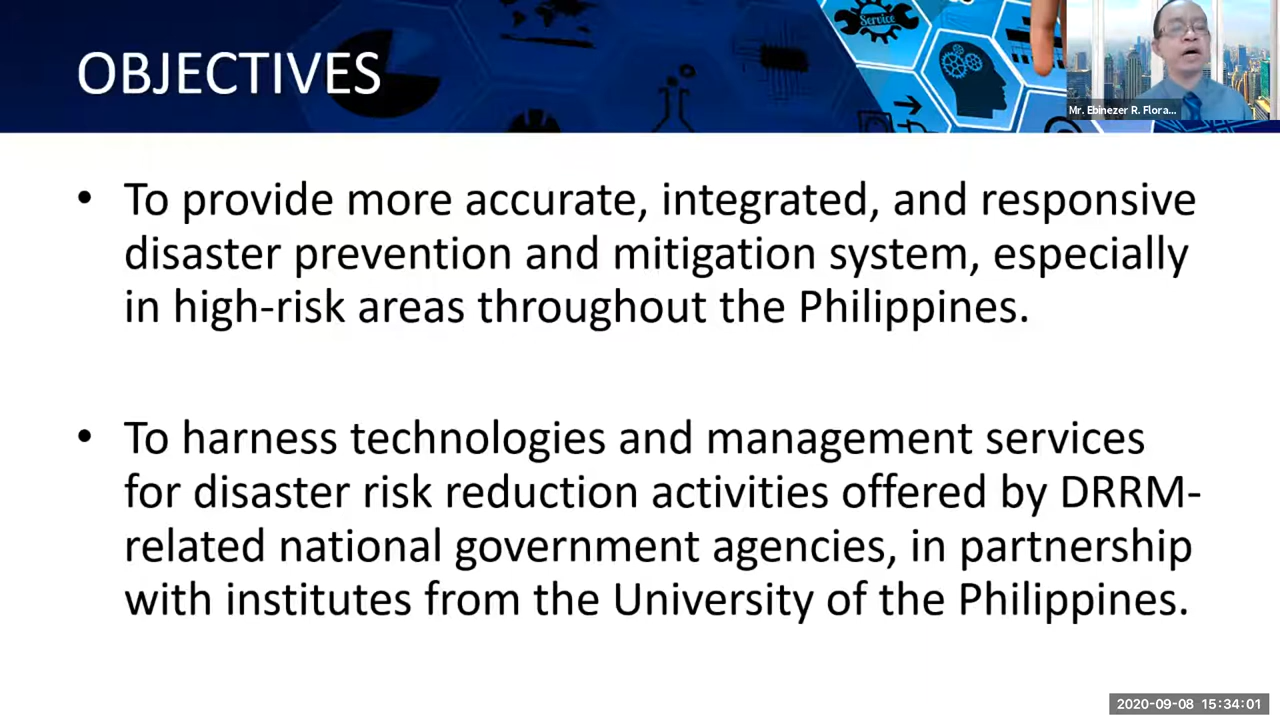 OBJECTIVES
Service
Mr. Ebinezer R. Flora...
• To provide more accurate, integrated, and responsive
disaster prevention and mitigation system, especially
in high-risk areas throughout the Philippines.
• To harness technologies and management services
for disaster risk reduction activities offered by DRRM-
related national government agencies, in partnership
with institutes from the University of the Philippines.
2020-09-08 15:34:01